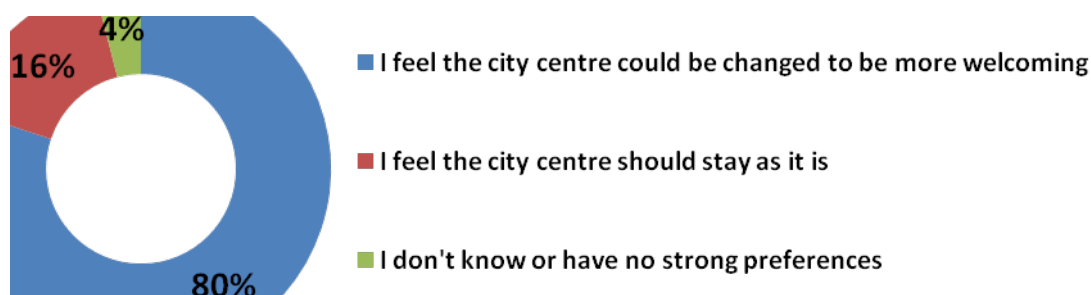 4%
16%
I feel the city centre could be changed to be more welcoming
I feel the city centre should stay as it is
I don't know or have no strong preferences
80%